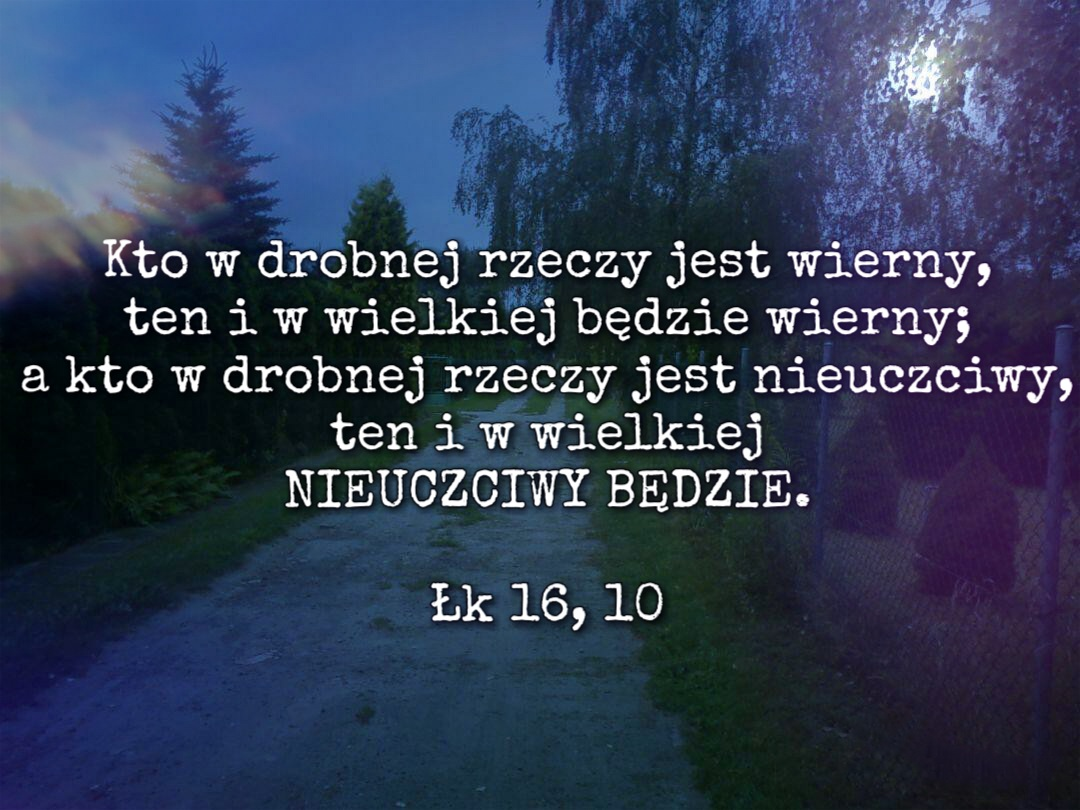 Kto w drobnej rzeczy jest wierny,
ten i w wielkiej będzie wierny;
a kto w drobnej rzeczy jest nieuczciwy,
ten i w wielkiej
NIEUCZCIWY BĘDZIE.
Łk 16, 10